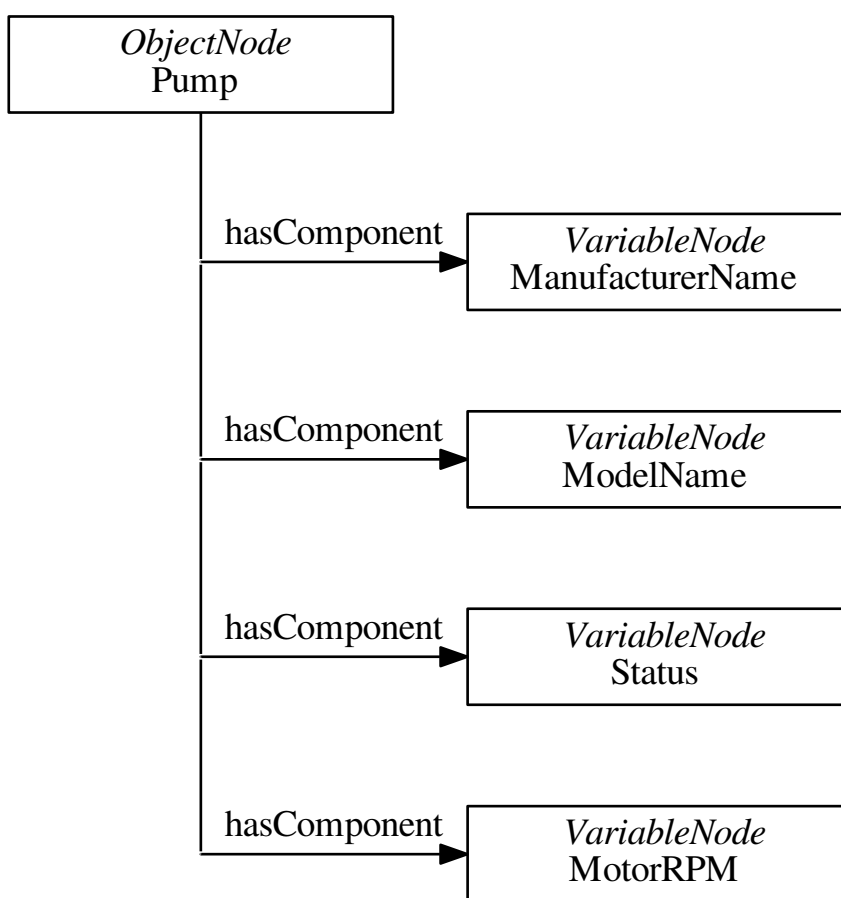 ObjectNode
Pump
hasComponent
VariableNode
ManufacturerName
hasComponent
VariableNode
ModelName
hasComponent
VariableNode
Status
hasComponent
VariableNode
MotorRPM